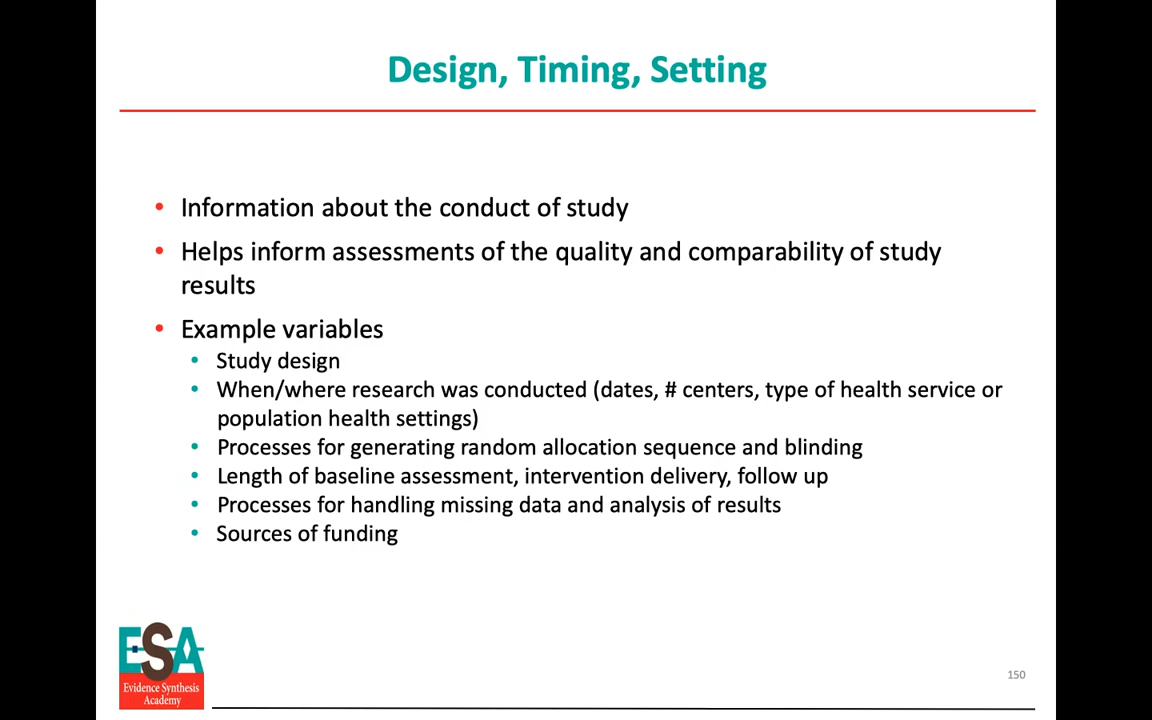 Design, Timing, Setting
• Information about the conduct of study
• Helps inform assessments of the quality and comparability of study
results
• Example variables
• Study design
• When/where research was conducted (dates, # centers, type of health service or
population health settings)
• Processes for generating random allocation sequence and blinding
• Length of baseline assessment, intervention delivery, follow up
• Processes for handling missing data and analysis of results
• Sources of funding
ESA
Evidence Synthesis
Academy
150